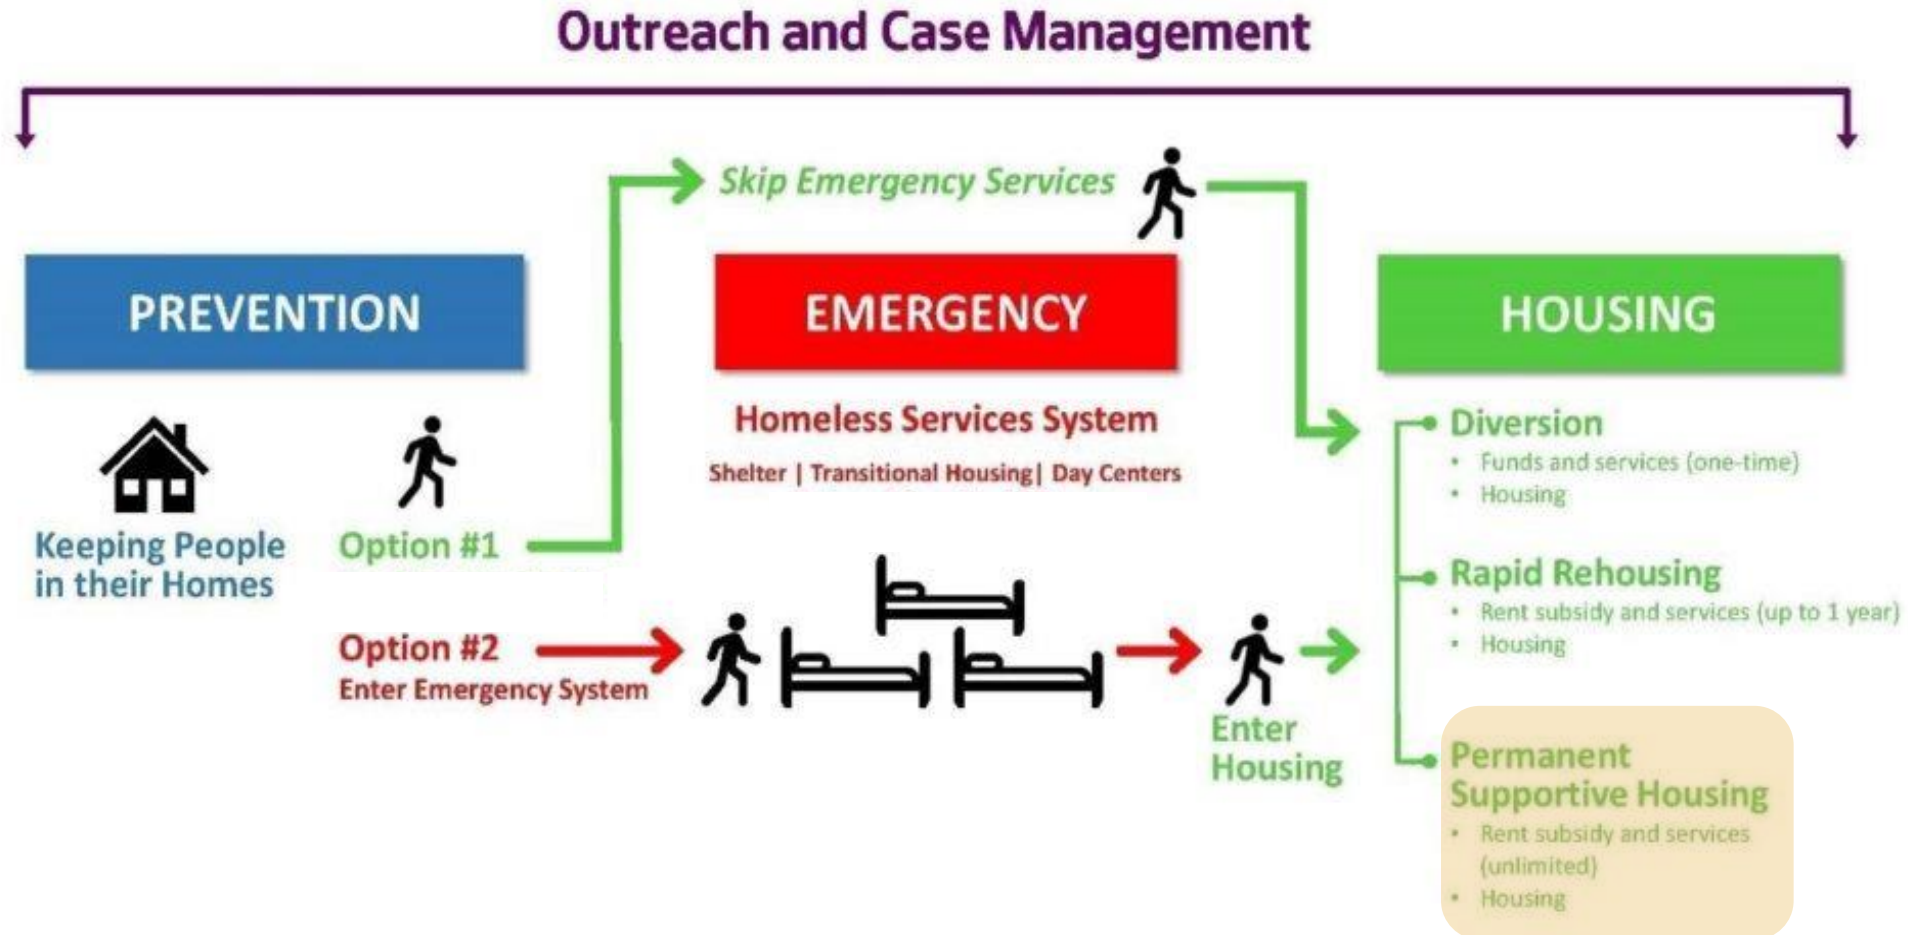 Outreach and Case Management
Skip Emergency Services
PREVENTION
EMERGENCY
HOUSING
Keeping People
in their Homes
Option #1
Option #2
Enter Emergency System
Homeless Services System
Shelter | Transitional Housing| Day Centers
Enter
Housing
Diversion
• Funds and services (one-time)
• Housing
Rapid Rehousing
• Rent subsidy and services (up to 1 year)
• Housing
Permanent
Supportive Housing
• Rent subsidy and services
(unlimited)
• Housing